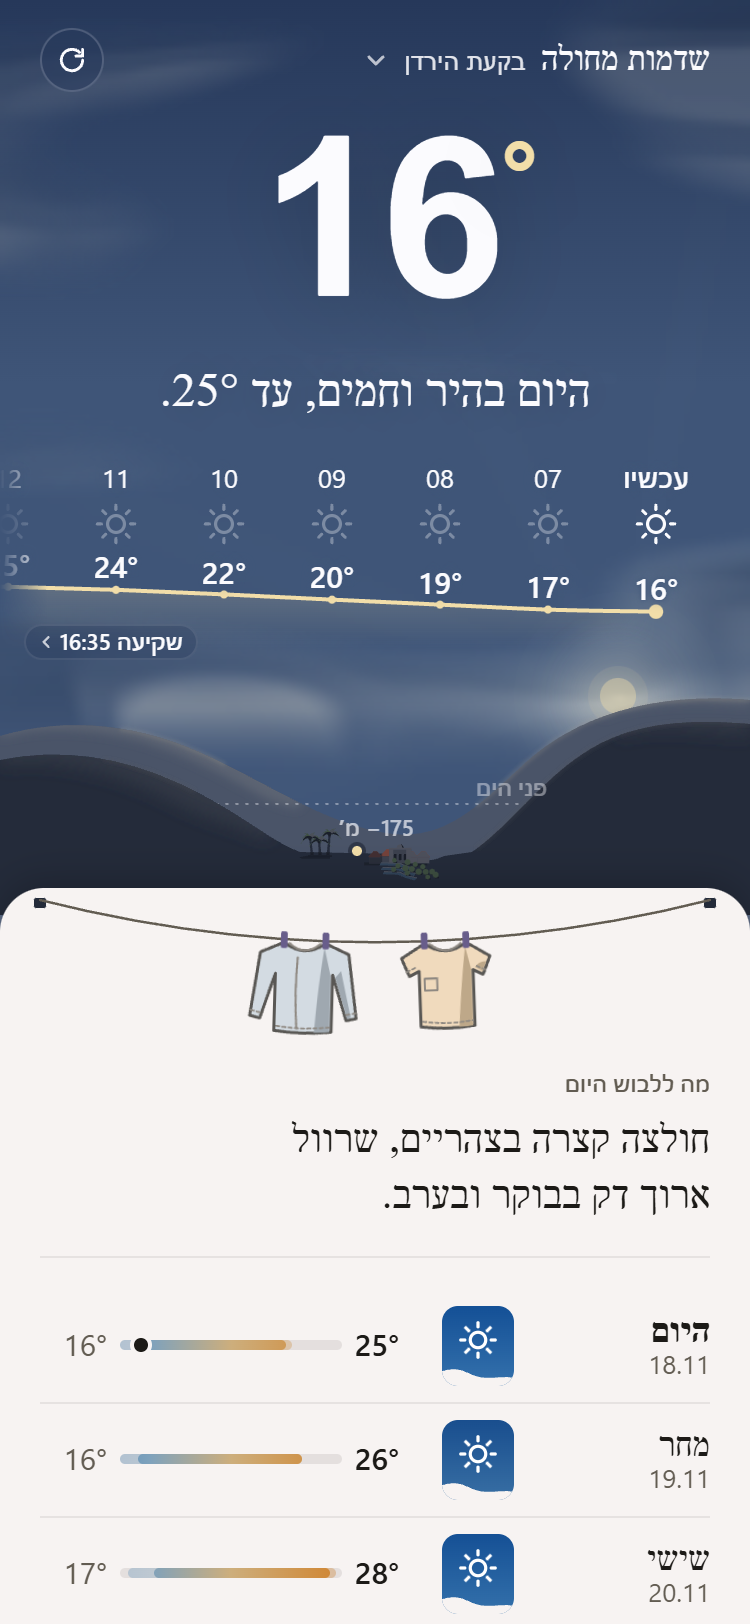 שדמות מחולה בקעת הירדן
16°
היום בהיר וחמים, עד 25°.
עכשיו 07 08 09 10 11
16° 17° 19° 20° 22° 24°
שקיעה 16:35
פני הים
−175 מ׳
מה ללבוש היום
חולצה קצרה בצהריים, שרוול
ארוך דק בבוקר ובערב.
היום 25° 16°
18.11
מחר 26° 16°
19.11
שישי 28° 17°
20.11